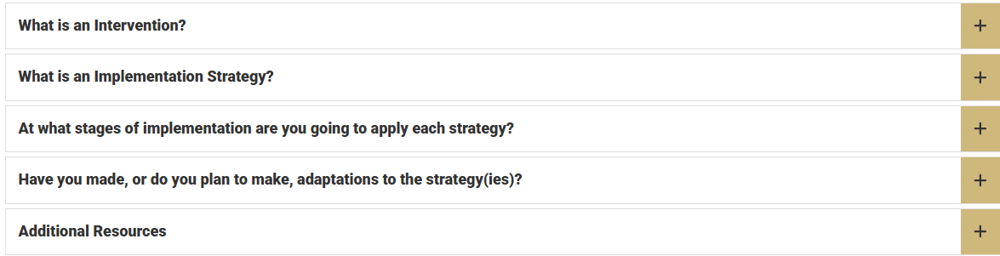 What is an Intervention?
What is an Implementation Strategy?
At what stages of implementation are you going to apply each strategy?
Have you made, or do you plan to make, adaptations to the strategy(ies)?
Additional Resources